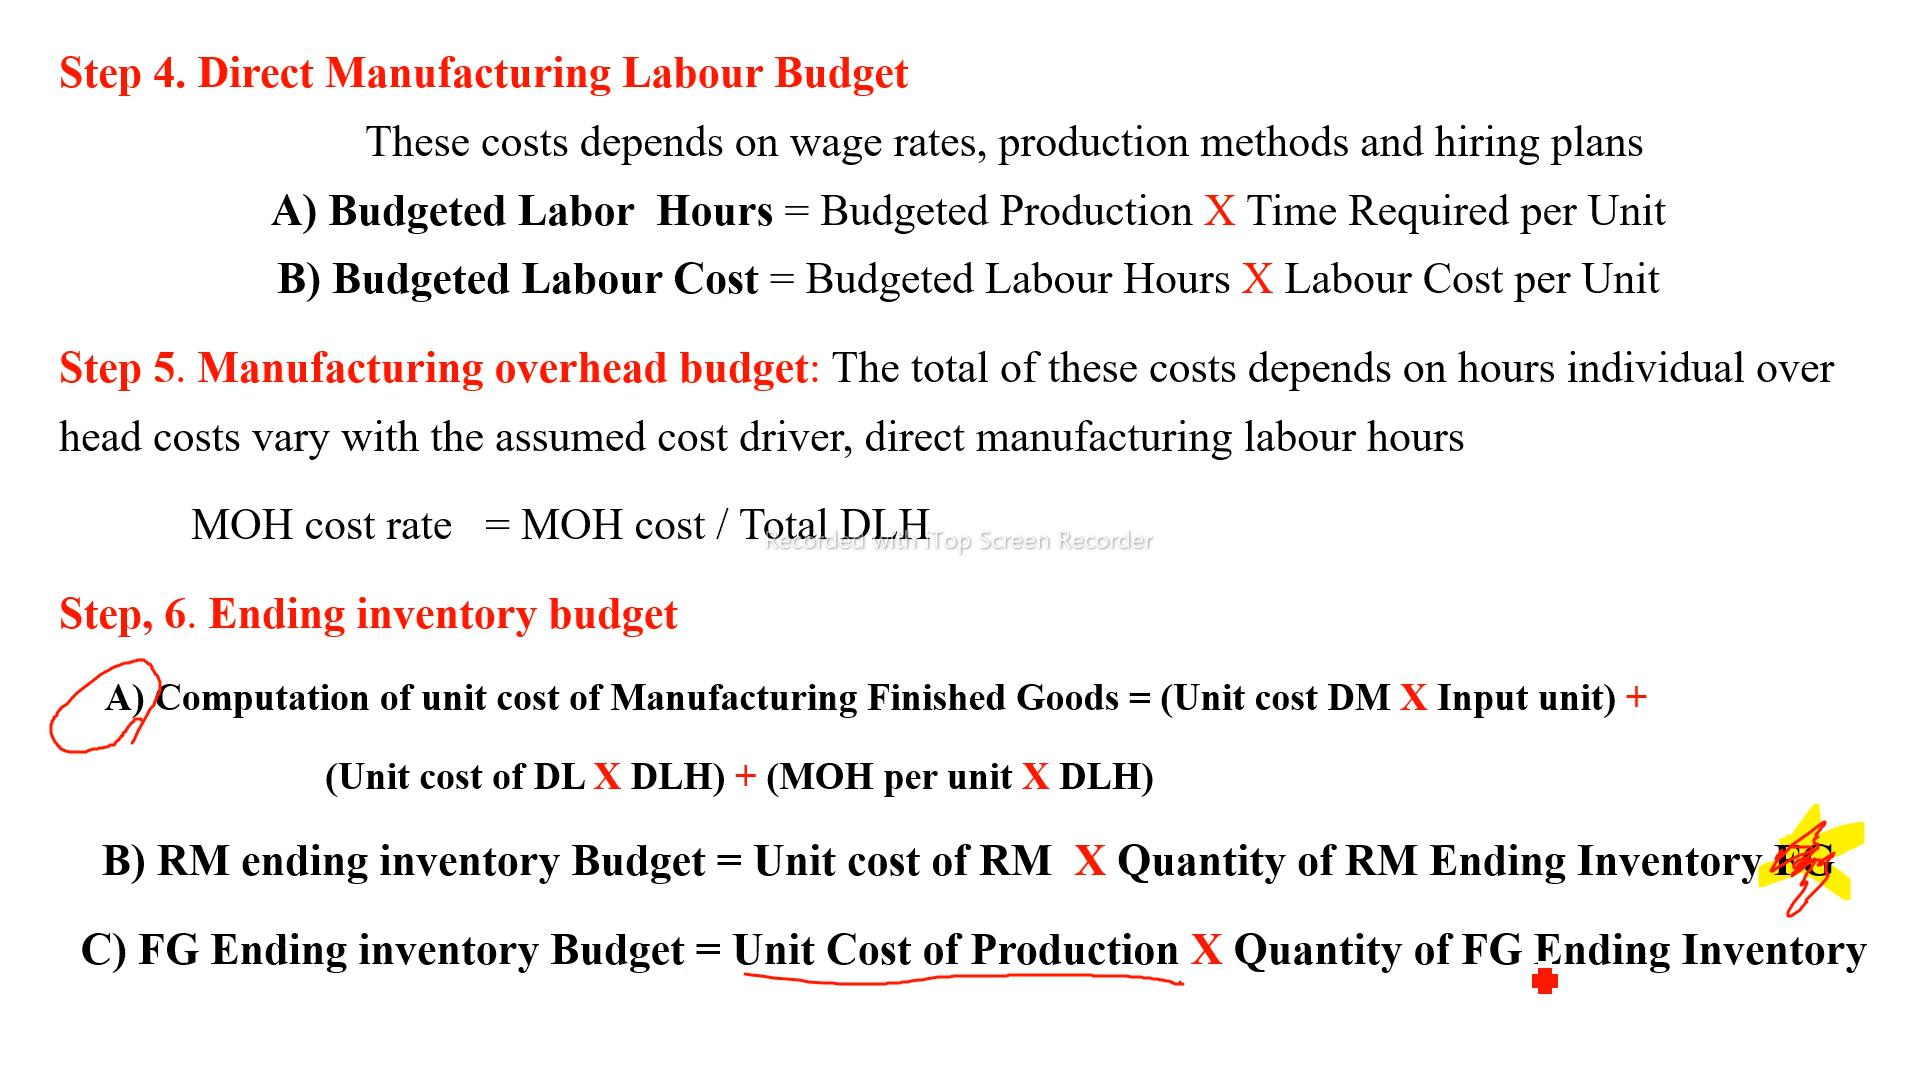 Step 4. Direct Manufacturing Labour Budget
These costs depends on wage rates, production methods and hiring plans
A) Budgeted Labor Hours = Budgeted Production X Time Required per Unit
B) Budgeted Labour Cost = Budgeted Labour Hours X Labour Cost per Unit
Step 5. Manufacturing overhead budget: The total of these costs depends on hours individual over
head costs vary with the assumed cost driver, direct manufacturing labour hours
MOH cost rate = MOH cost / Total DLH
Recorded with iTop Screen Recorder
Step, 6. Ending inventory budget
A) Computation of unit cost of Manufacturing Finished Goods = (Unit cost DM X Input unit) +
(Unit cost of DL X DLH) + (MOH per unit X DLH)
B) RM ending inventory Budget = Unit cost of RM X Quantity of RM Ending Inventory FG
C) FG Ending inventory Budget = Unit Cost of Production X Quantity of FG Ending Inventory